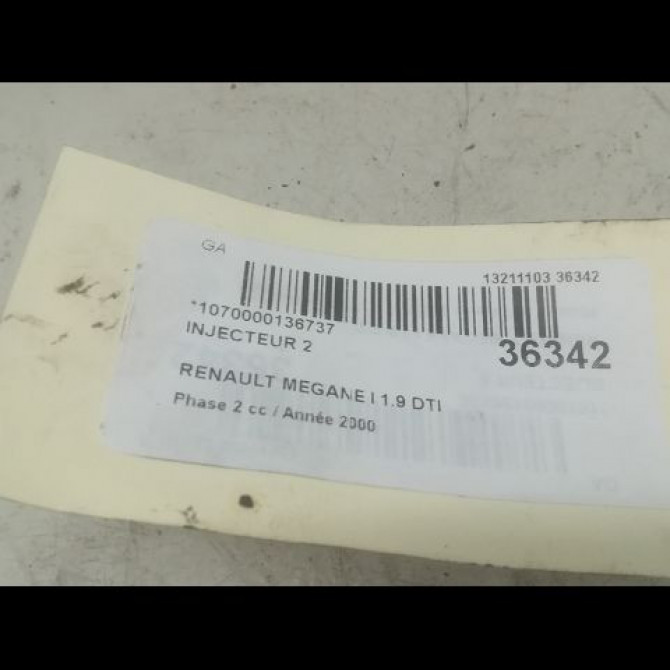 GA
13211103 36342
*1070000136737
INJECTEUR 2
36342
RENAULT MEGANE I 1.9 DTI
Phase 2 cc / Année 2000